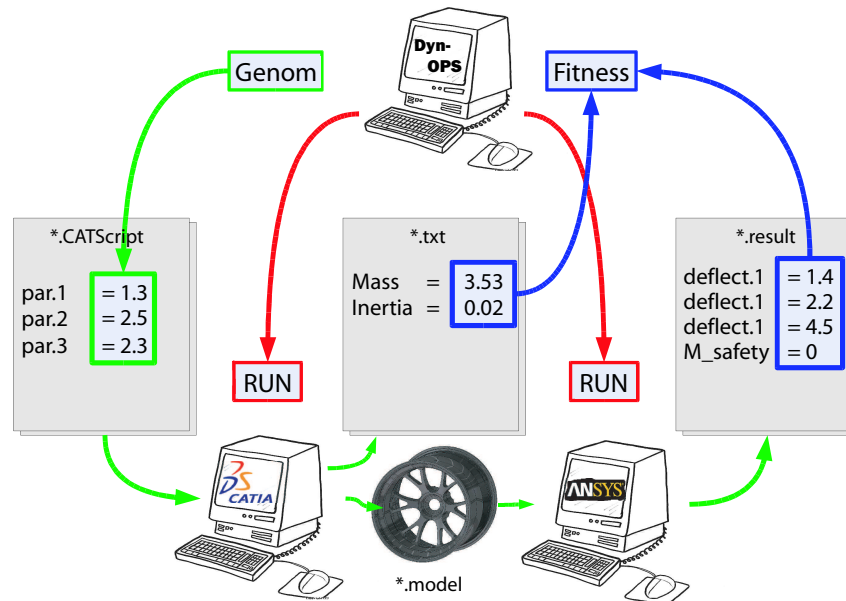 Genom
Dyn-
OPS
Fitness
*.CATScript
par.1 = 1.3
par.2 = 2.5
par.3 = 2.3
*.txt
Mass = 3.53
Inertia = 0.02
*.result
deflect.1 = 1.4
deflect.1 = 2.2
deflect.1 = 4.5
M_safety = 0
RUN
RUN
DS
CATIA
ANSYS
*.model